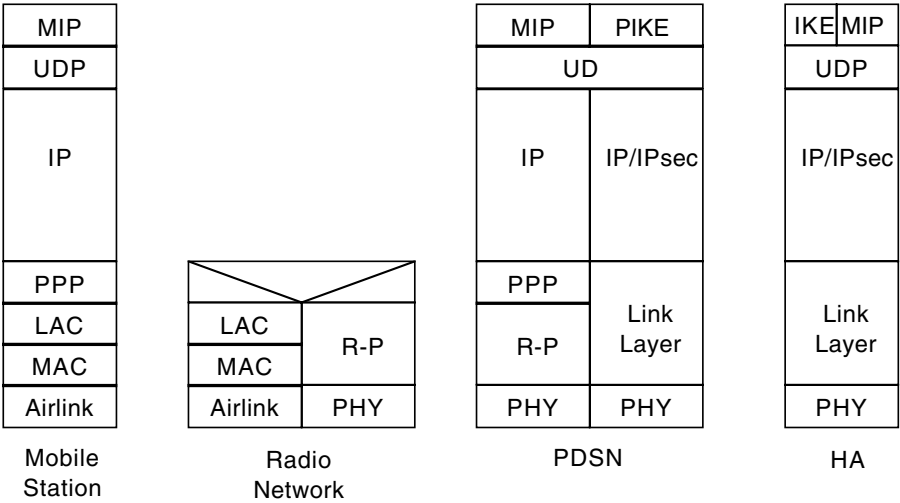 MIP
UDP
IP
PPP
LAC
MAC
Airlink
Mobile
Station
LAC
MAC
Airlink
R-P
PHY
Radio
Network
MIP
PIKE
UD
IP
IP/IPsec
PPP
R-P
Link
Layer
PHY
PHY
PDSN
IKE
MIP
UDP
IP/IPsec
Link
Layer
PHY
HA